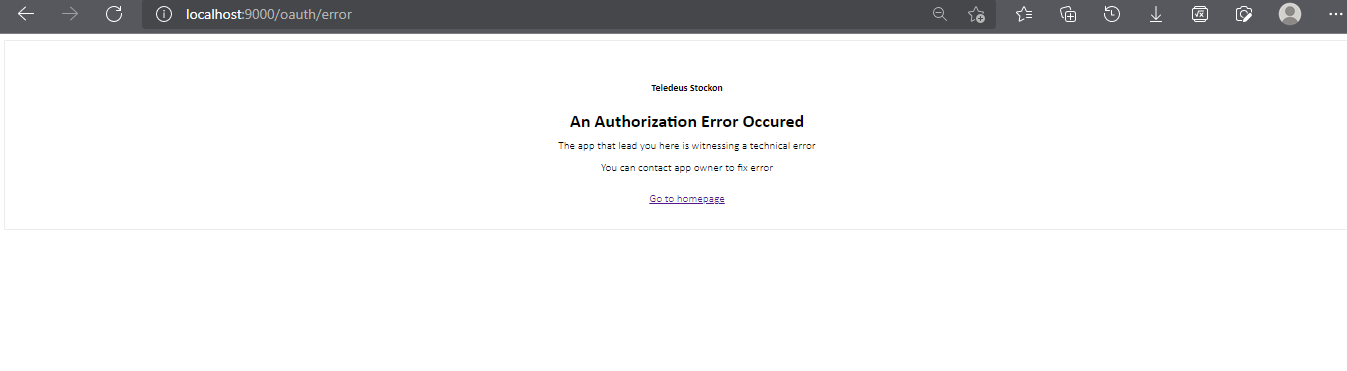 localhost:9000/oauth/error
Teledeus Stockon
An Authorization Error Occured
The app that lead you here is witnessing a technical error
You can contact app owner to fix error
Go to homepage